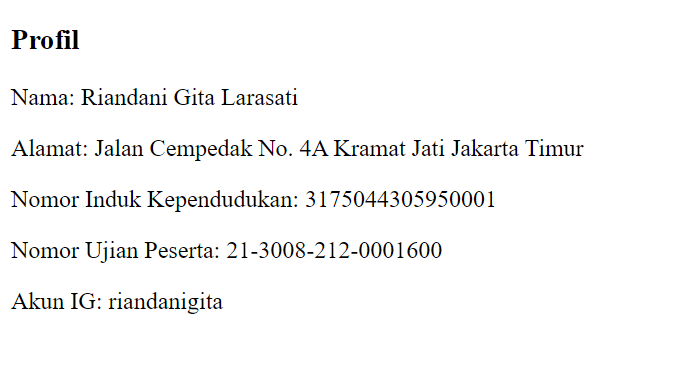 Profil
Nama: Riandani Gita Larasati
Alamat: Jalan Cempedak No. 4A Kramat Jati Jakarta Timur
Nomor Induk Kependudukan: 3175044305950001
Nomor Ujian Peserta: 21-3008-212-0001600
Akun IG: riandanigita